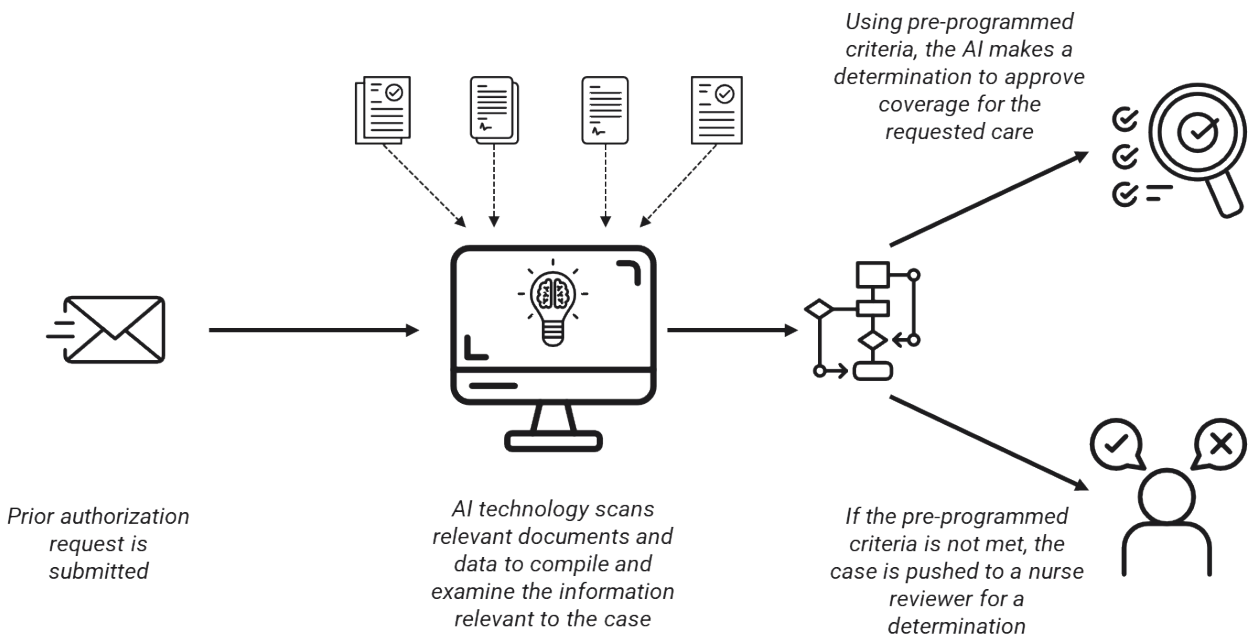 Prior authorization
request is
submitted
AI technology scans
relevant documents and
data to compile and
examine the information
relevant to the case
Using pre-programmed
criteria, the AI makes a
determination to approve
coverage for the
requested care
If the pre-programmed
criteria is not met, the
case is pushed to a nurse
reviewer for a
determination